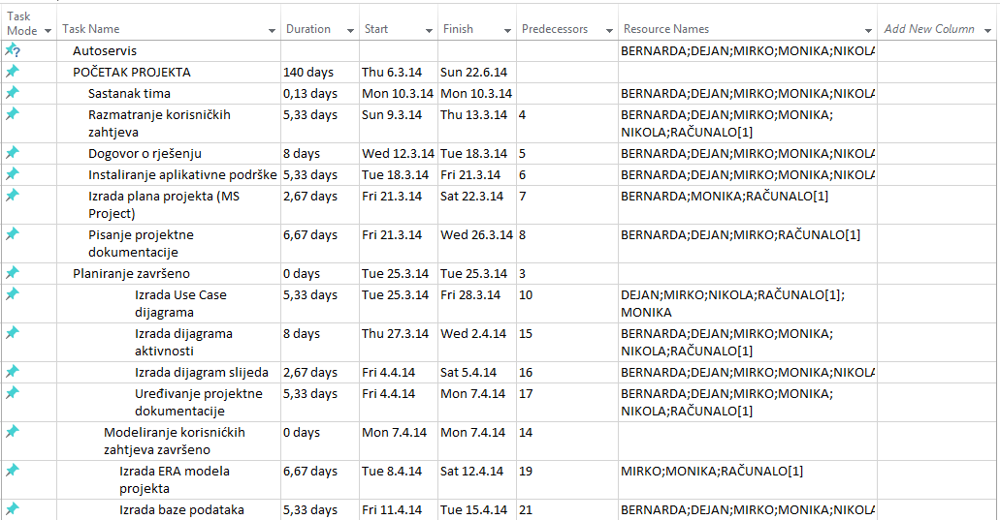 Task Mode Task Name Duration Start Finish Predecessors Resource Names Add New Column
Autoservis BERNARDA;DEJAN;MIRKO;MONIKA;NIKOLA
POČETAK PROJEKTA 140 days Thu 6.3.14 Sun 22.6.14
Sastanak tima 0,13 days Mon 10.3.14 Mon 10.3.14 BERNARDA;DEJAN;MIRKO;MONIKA;NIKOLA
Razmatranje korisničkih 5,33 days Sun 9.3.14 Thu 13.3.14 4 BERNARDA;DEJAN;MIRKO;MONIKA;
zahtjeva NIKOLA;RAČUNALO[1]
Dogovor o rješenju 8 days Wed 12.3.14 Tue 18.3.14 5 BERNARDA;DEJAN;MIRKO;MONIKA;NIKOLA
Instaliranje aplikativne podrške 5,33 days Tue 18.3.14 Fri 21.3.14 6 BERNARDA;DEJAN;MIRKO;MONIKA;NIKOLA
Izrada plana projekta (MS 2,67 days Fri 21.3.14 Sat 22.3.14 7 BERNARDA;MONIKA;RAČUNALO[1]
Project)
Pisanje projektne 6,67 days Fri 21.3.14 Wed 26.3.14 8 BERNARDA;DEJAN;MIRKO;RAČUNALO[1]
dokumentacije
Planiranje završeno 0 days Tue 25.3.14 Tue 25.3.14 3
Izrada Use Case 5,33 days Tue 25.3.14 Fri 28.3.14 10 DEJAN;MIRKO;NIKOLA;RAČUNALO[1];
dijagrama MONIKA
Izrada dijagrama 8 days Thu 27.3.14 Wed 2.4.14 15 BERNARDA;DEJAN;MIRKO;MONIKA;
aktivnosti NIKOLA;RAČUNALO[1]
Izrada dijagram slijeda 2,67 days Fri 4.4.14 Sat 5.4.14 16 BERNARDA;DEJAN;MIRKO;MONIKA;NIKOLA
Uređivanje projektne 5,33 days Fri 4.4.14 Mon 7.4.14 17 BERNARDA;DEJAN;MIRKO;MONIKA;
dokumentacije NIKOLA;RAČUNALO[1]
Modeliranje korisnićkih 0 days Mon 7.4.14 Mon 7.4.14 14
zahtjeva završeno
Izrada ERA modela 6,67 days Tue 8.4.14 Sat 12.4.14 19 MIRKO;MONIKA;RAČUNALO[1]
projekta
Izrada baze podataka 5,33 days Fri 11.4.14 Tue 15.4.14 21 BERNARDA;DEJAN;MIRKO;MONIKA;NIKOLA